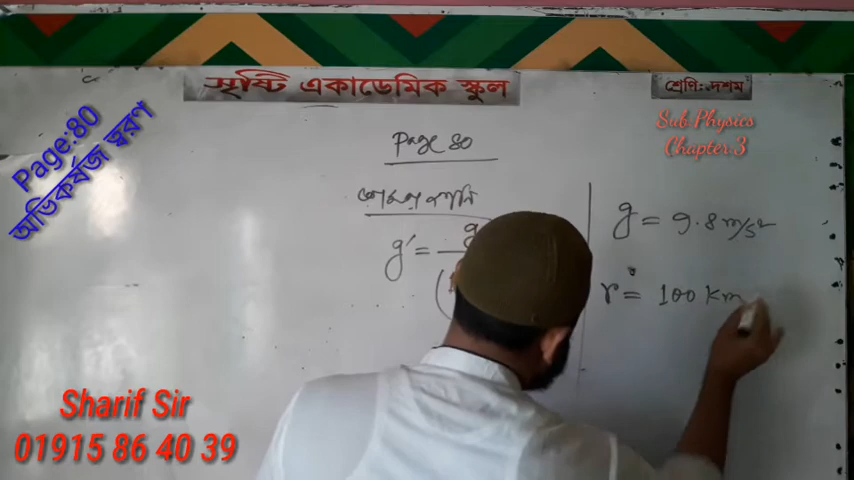 সৃষ্টি একাডেমিক স্কুল
শ্রেণি: দশম
Sub: Physics
Chapter:3
Page:80
অভিকর্ষজ ত্বরণ
Page 80
আমরা জানি
g' = g
(
g = 9.8 m/s²
r = 100 km
Sharif Sir
01915 86 40 39